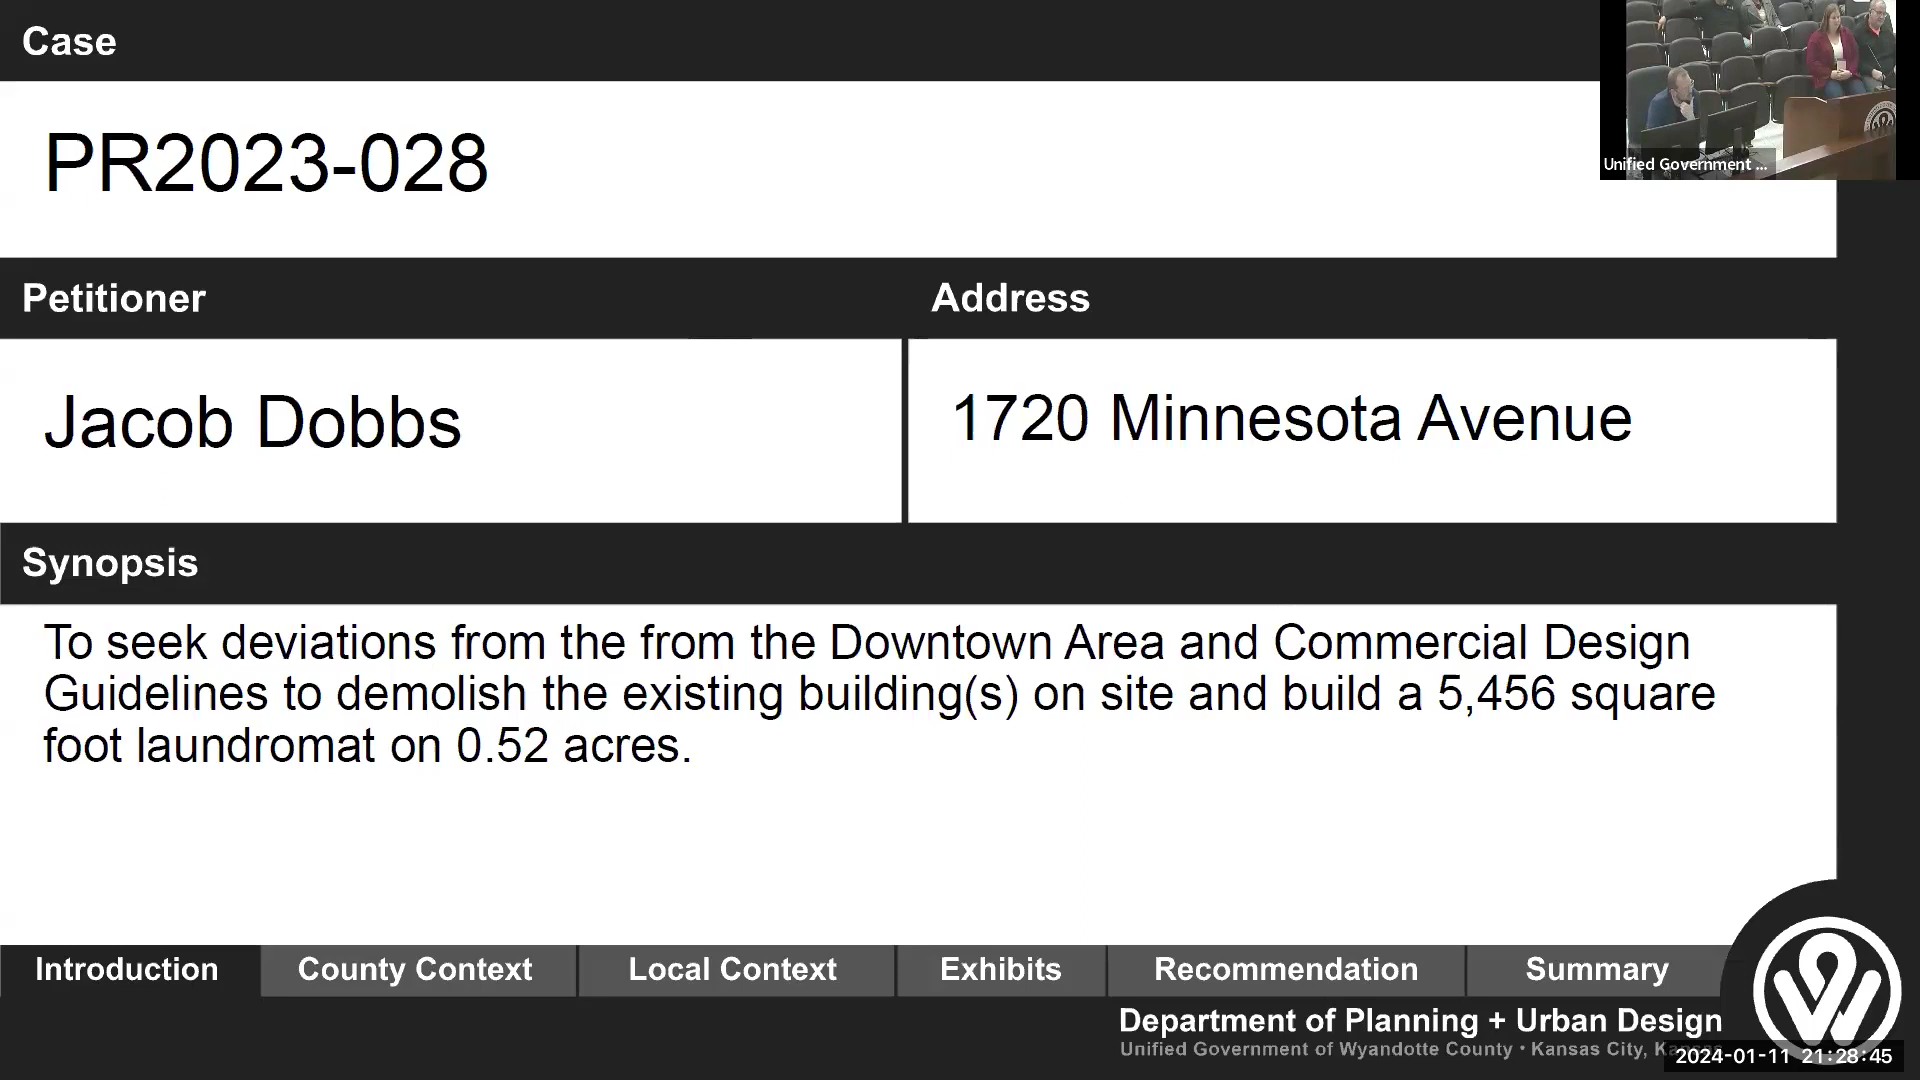 Case
Unified Government ...
PR2023-028
Petitioner
Address
Jacob Dobbs
1720 Minnesota Avenue
Synopsis
To seek deviations from the from the Downtown Area and Commercial Design
Guidelines to demolish the existing building(s) on site and build a 5,456 square
foot laundromat on 0.52 acres.
Introduction
County Context
Local Context
Exhibits
Recommendation
Summary
Department of Planning + Urban Design
Unified Government of Wyandotte County • Kansas City,
2024-01-11 21:28:45